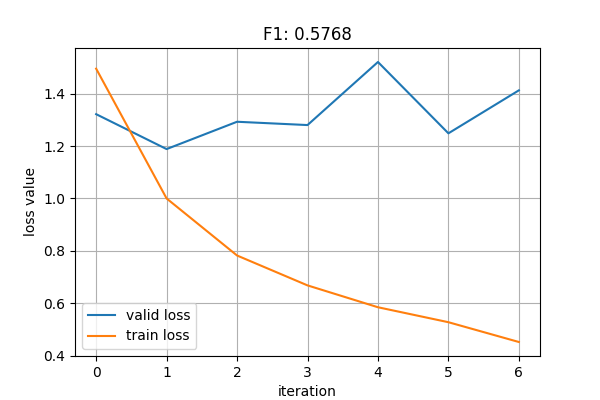 F1: 0.5768
loss value
1.4
1.2
1.0
0.8
0.6
0.4
valid loss
train loss
0 1 2 3 4 5 6
iteration